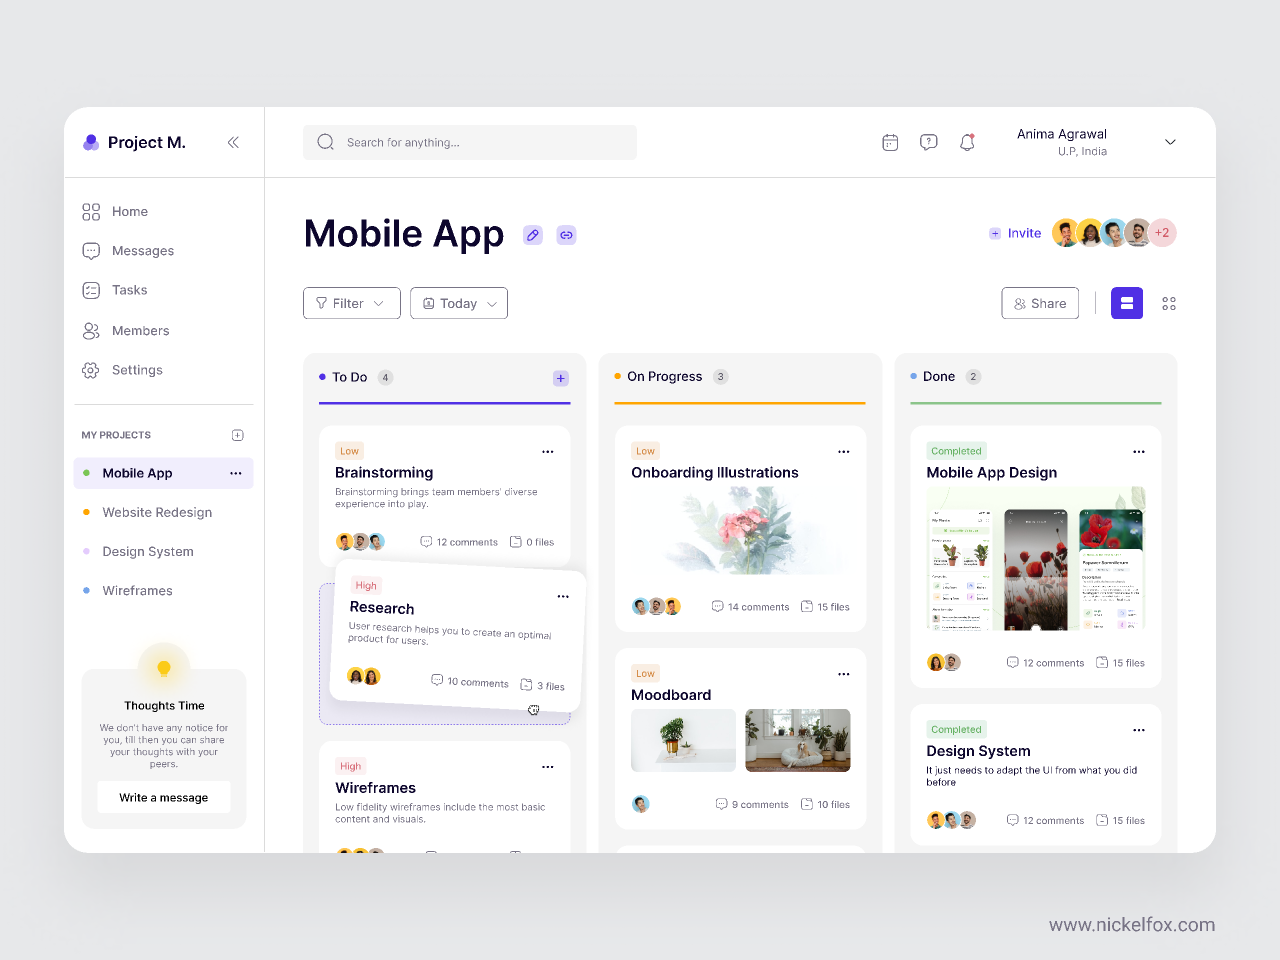 Project M.
Search for anything...
Anima Agrawal
U.P, India
Home
Messages
Tasks
Members
Settings
MY PROJECTS
Mobile App
Website Redesign
Design System
Wireframes
Thoughts Time
We don't have any notice for
you, till then you can share
your thoughts with your
peers.
Write a message
Mobile App
Invite
+2
Filter
Today
Share
To Do 4
Low
Brainstorming
Brainstorming brings team members' diverse
experience into play.
12 comments
0 files
High
Research
User research helps you to create an optimal
product for users.
10 comments
3 files
High
Wireframes
Low fidelity wireframes include the most basic
content and visuals.
On Progress 3
Low
Onboarding Illustrations
14 comments
15 files
Low
Moodboard
9 comments
10 files
Done 2
Completed
Mobile App Design
Papaver Somniferum
Description
12 comments
15 files
Completed
Design System
It just needs to adapt the UI from what you did
before
12 comments
15 files
www.nickelfox.com